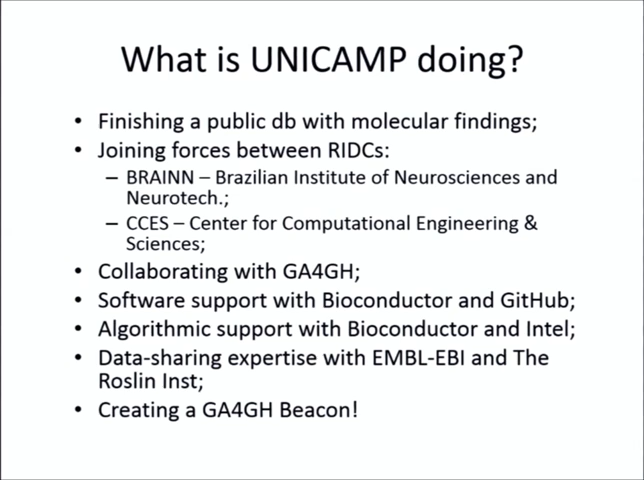 What is UNICAMP doing?
• Finishing a public db with molecular findings;
• Joining forces between RIDCs:
– BRAINN – Brazilian Institute of Neurosciences and
Neurotech.;
– CCES – Center for Computational Engineering &
Sciences;
• Collaborating with GA4GH;
• Software support with Bioconductor and GitHub;
• Algorithmic support with Bioconductor and Intel;
• Data-sharing expertise with EMBL-EBI and The
Roslin Inst;
• Creating a GA4GH Beacon!